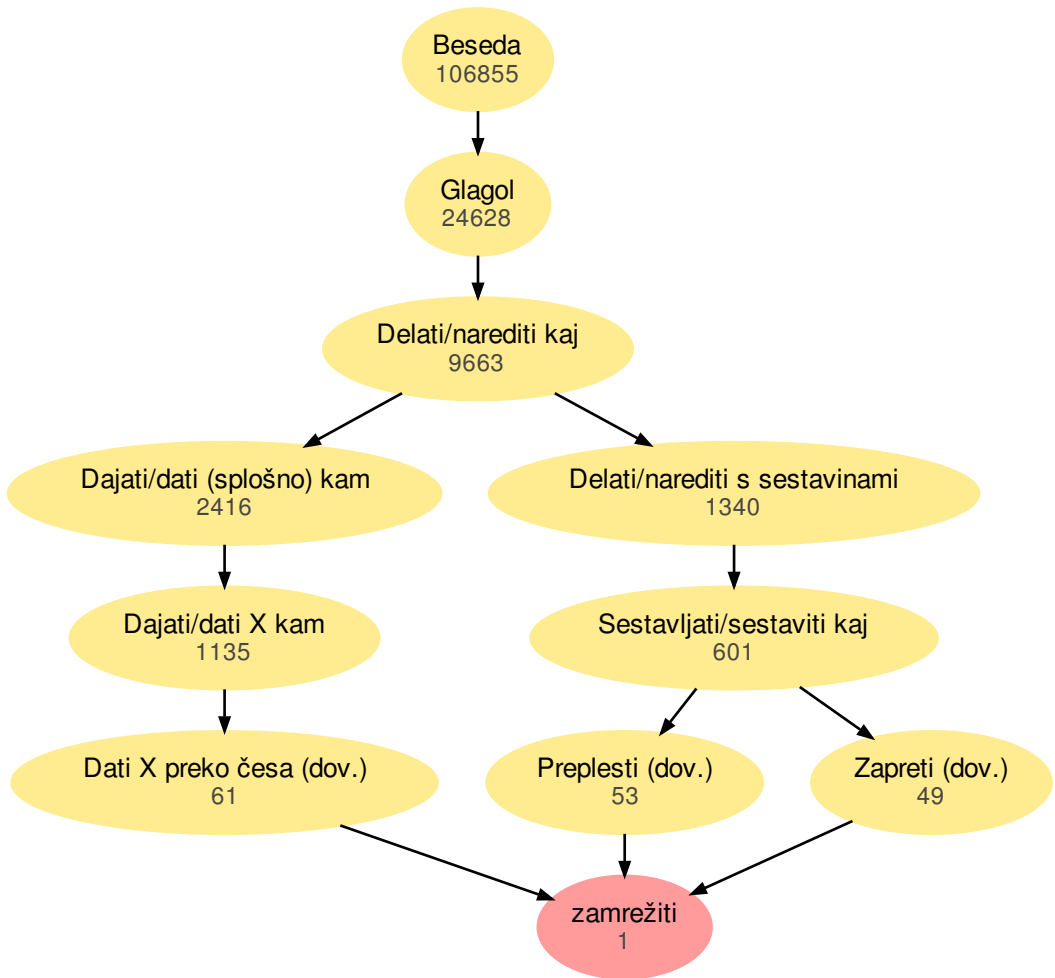 Beseda
106855
Glagol
24628
Delati/narediti kaj
9663
Dajati/dati (splošno) kam
2416
Delati/narediti s sestavinami
1340
Dajati/dati X kam
1135
Sestavljati/sestaviti kaj
601
Dati X preko česa (dov.)
61
Preplesti (dov.)
53
Zapreti (dov.)
49
zamrežiti
1